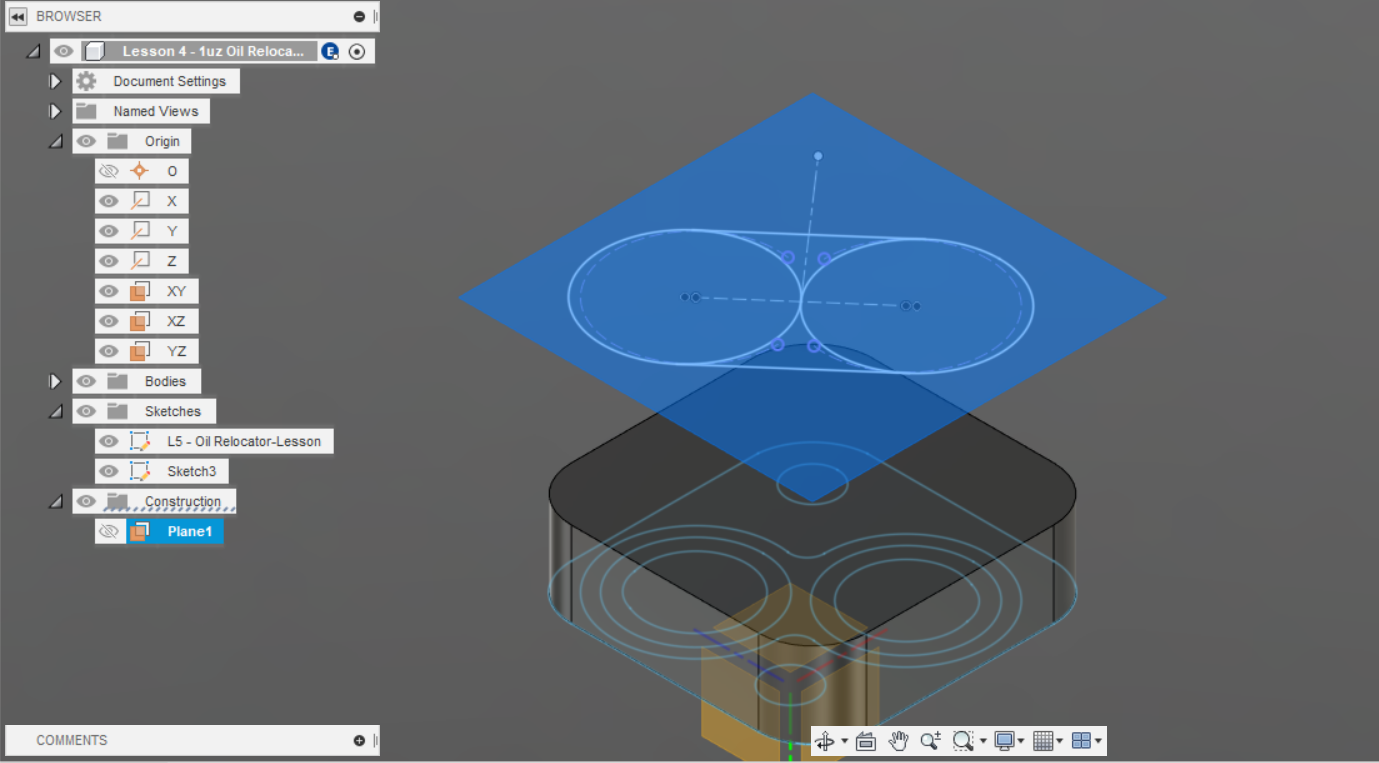 BROWSER
Lesson 4 - 1uz Oil Reloca... E
Document Settings
Named Views
Origin
O
X
Y
Z
XY
XZ
YZ
Bodies
Sketches
L5 - Oil Relocator-Lesson
Sketch3
Construction
Plane1
COMMENTS